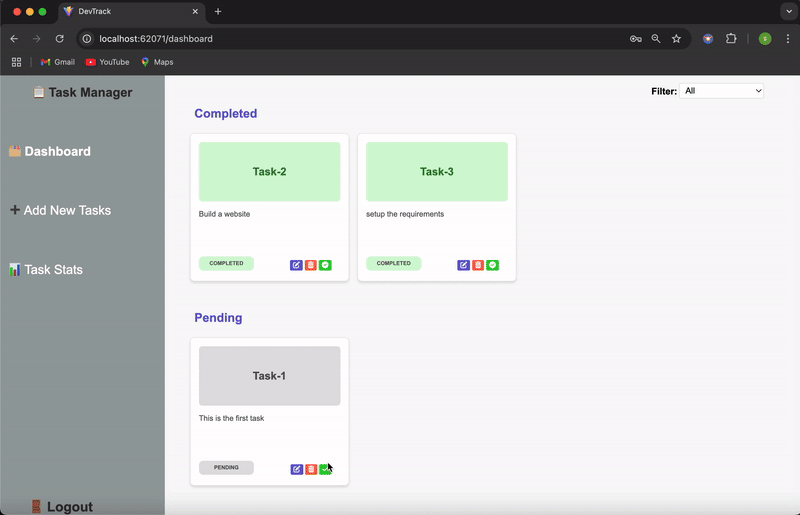 DevTrack
localhost:62071/dashboard
Gmail
YouTube
Maps
Task Manager
Dashboard
Add New Tasks
Task Stats
Logout
Filter: All
Completed
Task-2
Build a website
COMPLETED
Task-3
setup the requirements
COMPLETED
Pending
Task-1
This is the first task
PENDING